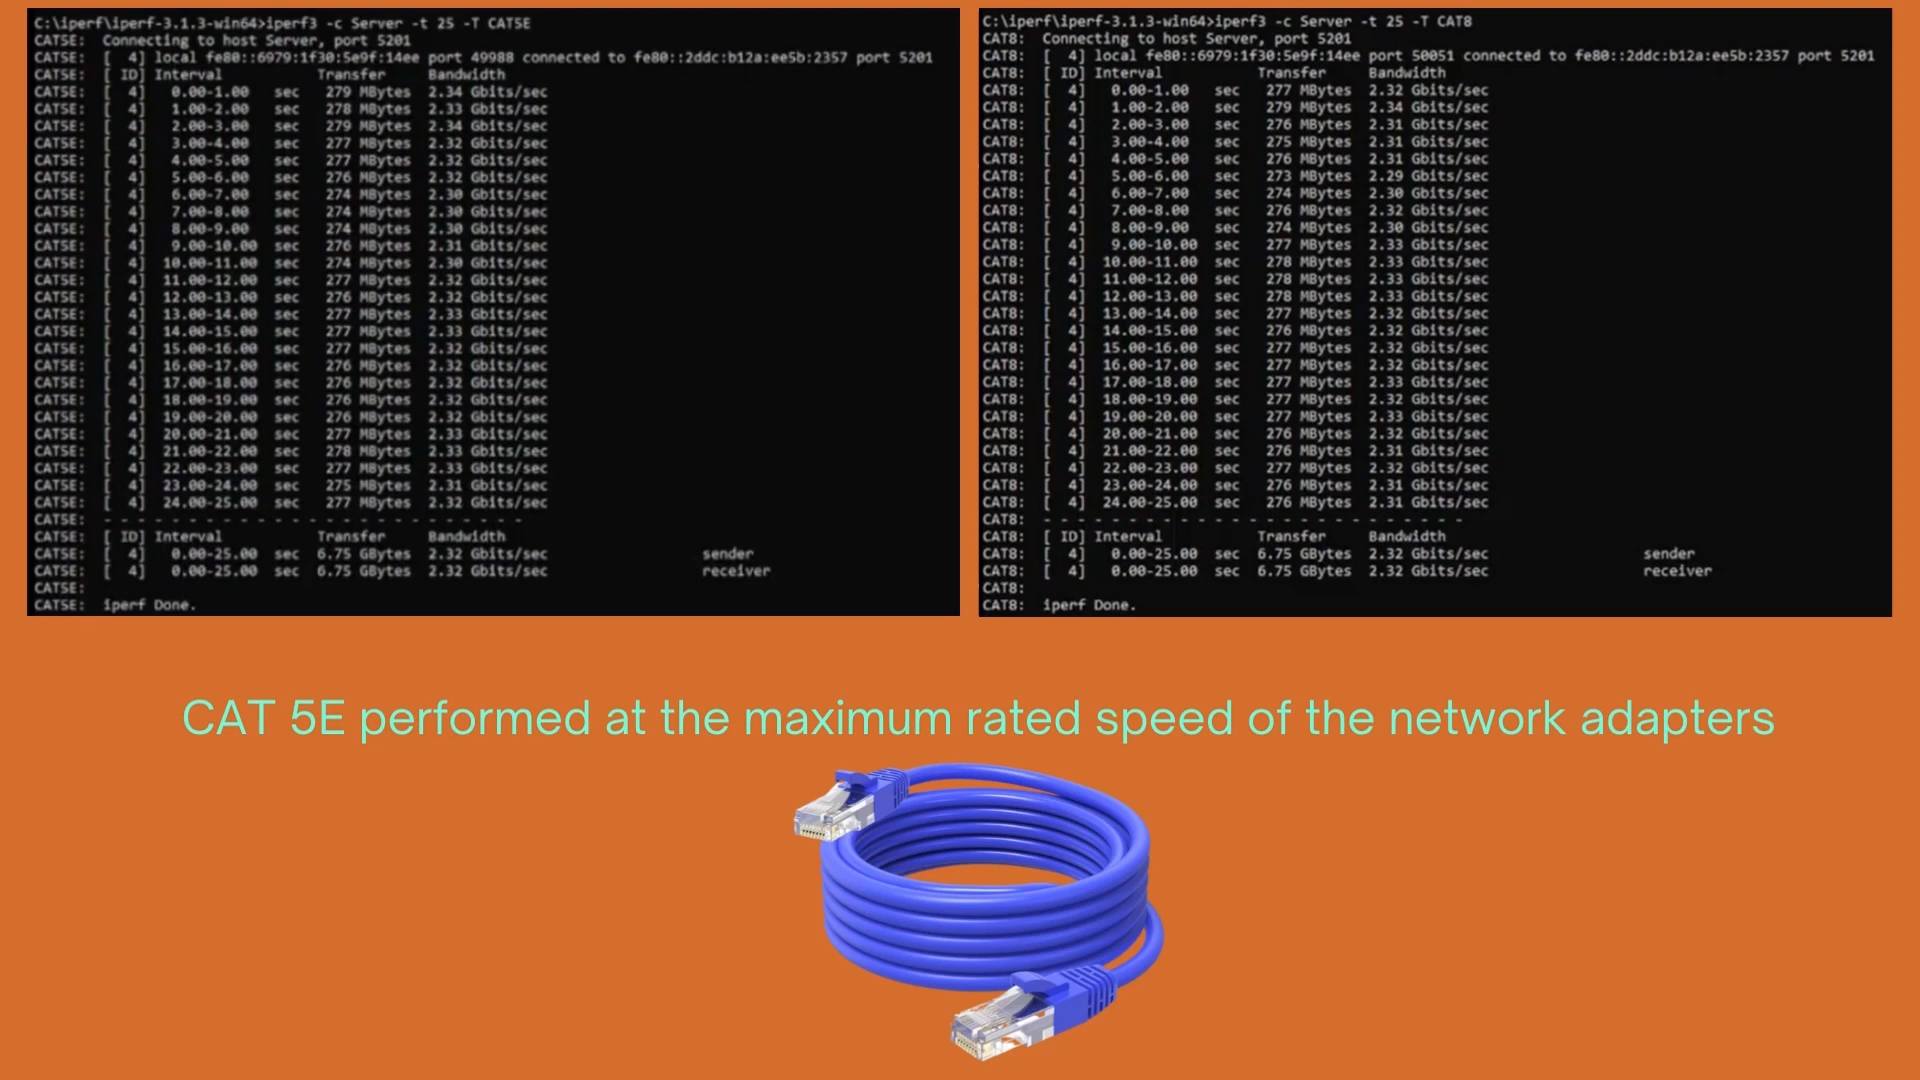 C:\iperf\iperf-3.1.3-win64>iperf3 -c Server -t 25 -T CAT5E
CAT5E:  Connecting to host Server, port 5201
CAT5E:  [  4] local fe80::6979:1f30:5e9f:14ee port 49988 connected to fe80::2ddc:b12a:ee5b:2357 port 5201
CAT5E:  [ ID] Interval           Transfer     Bandwidth
CAT5E:  [  4]   0.00-1.00   sec   279 MBytes  2.34 Gbits/sec
CAT5E:  [  4]   1.00-2.00   sec   278 MBytes  2.33 Gbits/sec
CAT5E:  [  4]   2.00-3.00   sec   279 MBytes  2.34 Gbits/sec
CAT5E:  [  4]   3.00-4.00   sec   277 MBytes  2.32 Gbits/sec
CAT5E:  [  4]   4.00-5.00   sec   277 MBytes  2.32 Gbits/sec
CAT5E:  [  4]   5.00-6.00   sec   276 MBytes  2.32 Gbits/sec
CAT5E:  [  4]   6.00-7.00   sec   274 MBytes  2.30 Gbits/sec
CAT5E:  [  4]   7.00-8.00   sec   274 MBytes  2.30 Gbits/sec
CAT5E:  [  4]   8.00-9.00   sec   274 MBytes  2.30 Gbits/sec
CAT5E:  [  4]   9.00-10.00  sec   276 MBytes  2.31 Gbits/sec
CAT5E:  [  4]  10.00-11.00  sec   274 MBytes  2.30 Gbits/sec
CAT5E:  [  4]  11.00-12.00  sec   277 MBytes  2.32 Gbits/sec
CAT5E:  [  4]  12.00-13.00  sec   276 MBytes  2.32 Gbits/sec
CAT5E:  [  4]  13.00-14.00  sec   277 MBytes  2.33 Gbits/sec
CAT5E:  [  4]  14.00-15.00  sec   277 MBytes  2.33 Gbits/sec
CAT5E:  [  4]  15.00-16.00  sec   277 MBytes  2.32 Gbits/sec
CAT5E:  [  4]  16.00-17.00  sec   276 MBytes  2.32 Gbits/sec
CAT5E:  [  4]  17.00-18.00  sec   276 MBytes  2.32 Gbits/sec
CAT5E:  [  4]  18.00-19.00  sec   276 MBytes  2.32 Gbits/sec
CAT5E:  [  4]  19.00-20.00  sec   276 MBytes  2.32 Gbits/sec
CAT5E:  [  4]  20.00-21.00  sec   277 MBytes  2.33 Gbits/sec
CAT5E:  [  4]  21.00-22.00  sec   278 MBytes  2.33 Gbits/sec
CAT5E:  [  4]  22.00-23.00  sec   277 MBytes  2.33 Gbits/sec
CAT5E:  [  4]  23.00-24.00  sec   275 MBytes  2.31 Gbits/sec
CAT5E:  [  4]  24.00-25.00  sec   277 MBytes  2.32 Gbits/sec
CAT5E:  - - - - - - - - - - - - - - - - - - - - - - - - -
CAT5E:  [ ID] Interval           Transfer     Bandwidth
CAT5E:  [  4]   0.00-25.00  sec  6.75 GBytes  2.32 Gbits/sec                  sender
CAT5E:  [  4]   0.00-25.00  sec  6.75 GBytes  2.32 Gbits/sec                  receiver
CAT5E:
CAT5E:  iperf Done.
C:\iperf\iperf-3.1.3-win64>iperf3 -c Server -t 25 -T CAT8
CAT8:  Connecting to host Server, port 5201
CAT8:  [  4] local fe80::6979:1f30:5e9f:14ee port 50051 connected to fe80::2ddc:b12a:ee5b:2357 port 5201
CAT8:  [ ID] Interval           Transfer     Bandwidth
CAT8:  [  4]   0.00-1.00   sec   277 MBytes  2.32 Gbits/sec
CAT8:  [  4]   1.00-2.00   sec   279 MBytes  2.34 Gbits/sec
CAT8:  [  4]   2.00-3.00   sec   276 MBytes  2.31 Gbits/sec
CAT8:  [  4]   3.00-4.00   sec   275 MBytes  2.31 Gbits/sec
CAT8:  [  4]   4.00-5.00   sec   276 MBytes  2.31 Gbits/sec
CAT8:  [  4]   5.00-6.00   sec   273 MBytes  2.29 Gbits/sec
CAT8:  [  4]   6.00-7.00   sec   274 MBytes  2.30 Gbits/sec
CAT8:  [  4]   7.00-8.00   sec   276 MBytes  2.32 Gbits/sec
CAT8:  [  4]   8.00-9.00   sec   274 MBytes  2.30 Gbits/sec
CAT8:  [  4]   9.00-10.00  sec   277 MBytes  2.33 Gbits/sec
CAT8:  [  4]  10.00-11.00  sec   278 MBytes  2.33 Gbits/sec
CAT8:  [  4]  11.00-12.00  sec   278 MBytes  2.33 Gbits/sec
CAT8:  [  4]  12.00-13.00  sec   278 MBytes  2.33 Gbits/sec
CAT8:  [  4]  13.00-14.00  sec   277 MBytes  2.32 Gbits/sec
CAT8:  [  4]  14.00-15.00  sec   276 MBytes  2.32 Gbits/sec
CAT8:  [  4]  15.00-16.00  sec   277 MBytes  2.32 Gbits/sec
CAT8:  [  4]  16.00-17.00  sec   277 MBytes  2.32 Gbits/sec
CAT8:  [  4]  17.00-18.00  sec   277 MBytes  2.33 Gbits/sec
CAT8:  [  4]  18.00-19.00  sec   277 MBytes  2.32 Gbits/sec
CAT8:  [  4]  19.00-20.00  sec   277 MBytes  2.33 Gbits/sec
CAT8:  [  4]  20.00-21.00  sec   276 MBytes  2.32 Gbits/sec
CAT8:  [  4]  21.00-22.00  sec   276 MBytes  2.31 Gbits/sec
CAT8:  [  4]  22.00-23.00  sec   277 MBytes  2.32 Gbits/sec
CAT8:  [  4]  23.00-24.00  sec   276 MBytes  2.31 Gbits/sec
CAT8:  [  4]  24.00-25.00  sec   276 MBytes  2.31 Gbits/sec
CAT8:  - - - - - - - - - - - - - - - - - - - - - - - - -
CAT8:  [ ID] Interval           Transfer     Bandwidth
CAT8:  [  4]   0.00-25.00  sec  6.75 GBytes  2.32 Gbits/sec                  sender
CAT8:  [  4]   0.00-25.00  sec  6.75 GBytes  2.32 Gbits/sec                  receiver
CAT8:
CAT8:  iperf Done.
CAT 5E performed at the maximum rated speed of the network adapters